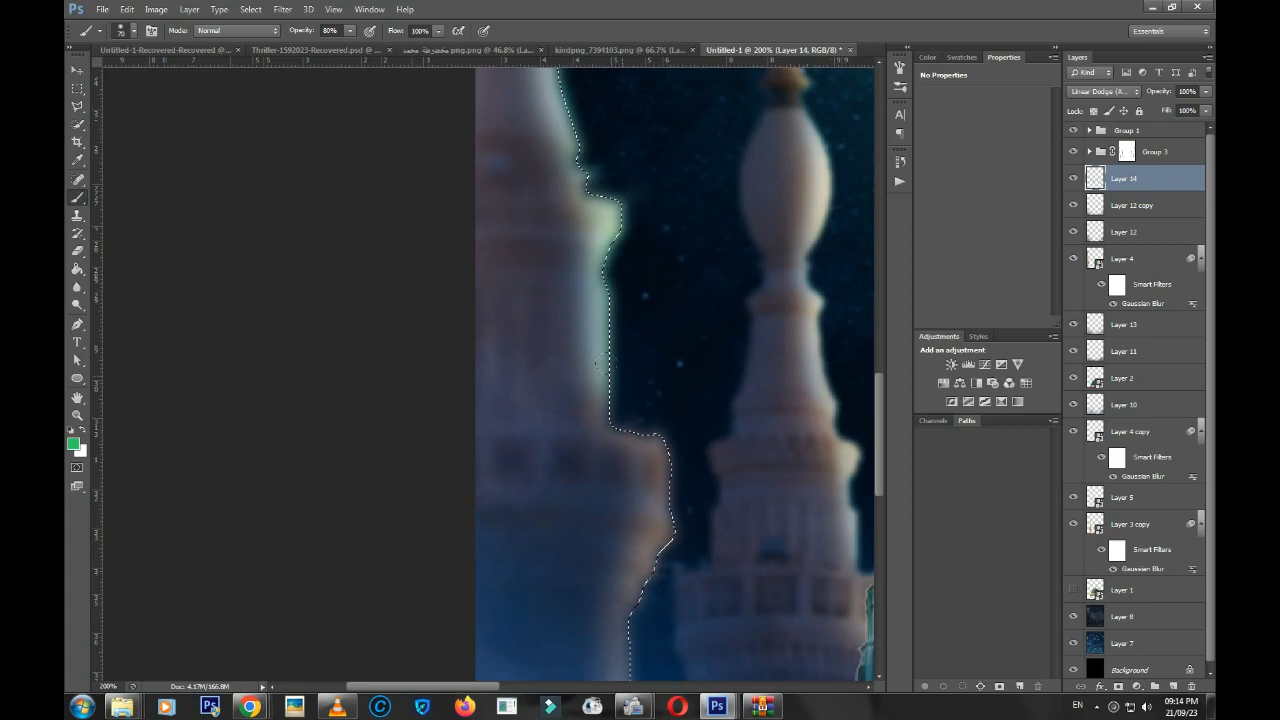 Ps File Edit Image Layer Type Select Filter 3D View Window Help
70 Mode: Normal Opacity: 80% Flow: 100% Essentials
Untitled-1-Recovered-Recovered @... Thriller-1592023-Recovered.psd @ ... مخطوطة محمد png.png @ 46.8% (La... kindpng_7394103.png @ 66.7% (Layer... Untitled-1 @ 200% (Layer 14, RGB/8) *
Color Swatches Properties
No Properties
Layers
Kind
Linear Dodge (A... Opacity: 100%
Lock: Fill: 100%
Group 1
Group 3
Layer 14
Layer 12 copy
Layer 12
Layer 4
Smart Filters
Gaussian Blur
Layer 13
Layer 11
Layer 2
Layer 10
Layer 4 copy
Smart Filters
Gaussian Blur
Layer 5
Layer 3 copy
Smart Filters
Gaussian Blur
Layer 1
Layer 8
Layer 7
Background
Adjustments Styles
Add an adjustment
Channels Paths
200% Doc: 4.17M/166.8M
EN 09:14 PM
21/09/23